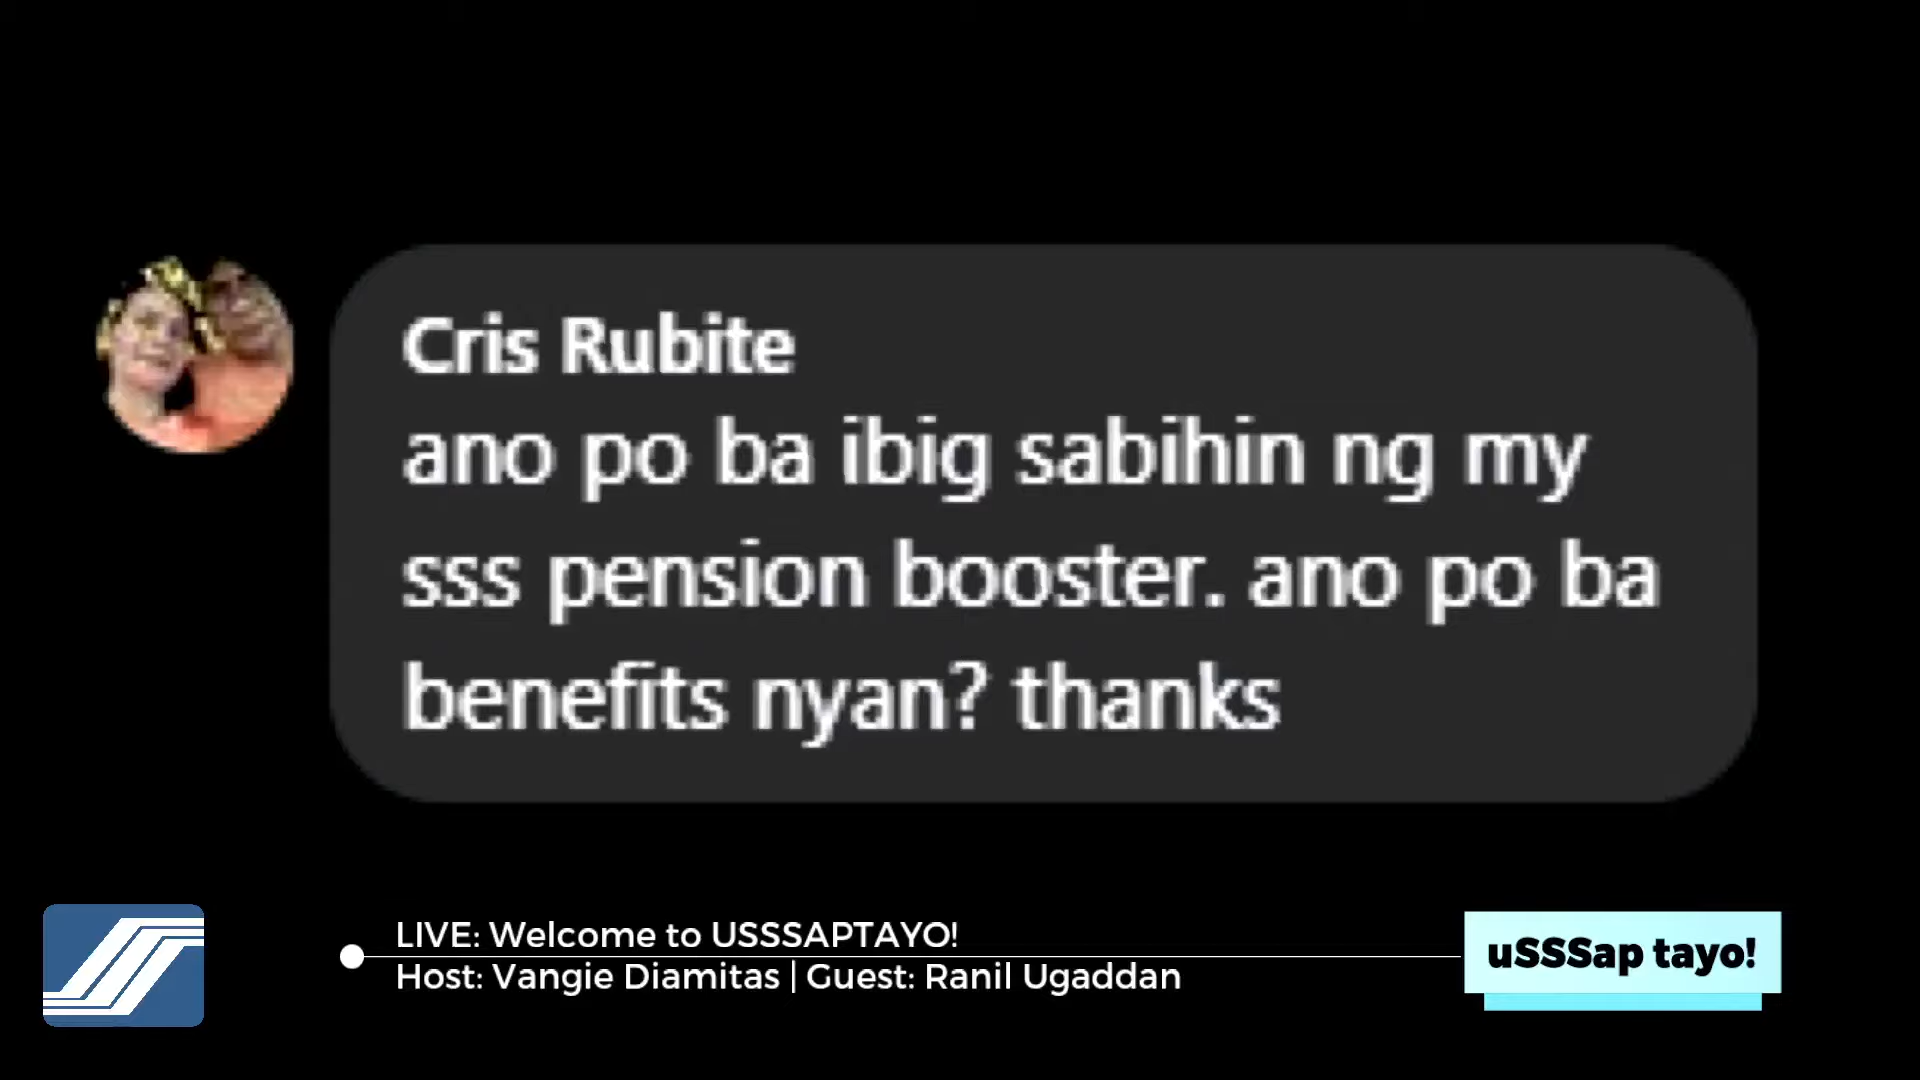 Cris Rubite
ano po ba ibig sabihin ng my
sss pension booster. ano po ba
benefits nyan? thanks
LIVE: Welcome to USSSAPTAYO!
Host: Vangie Diamitas | Guest: Ranil Ugaddan
uSSSap tayo!